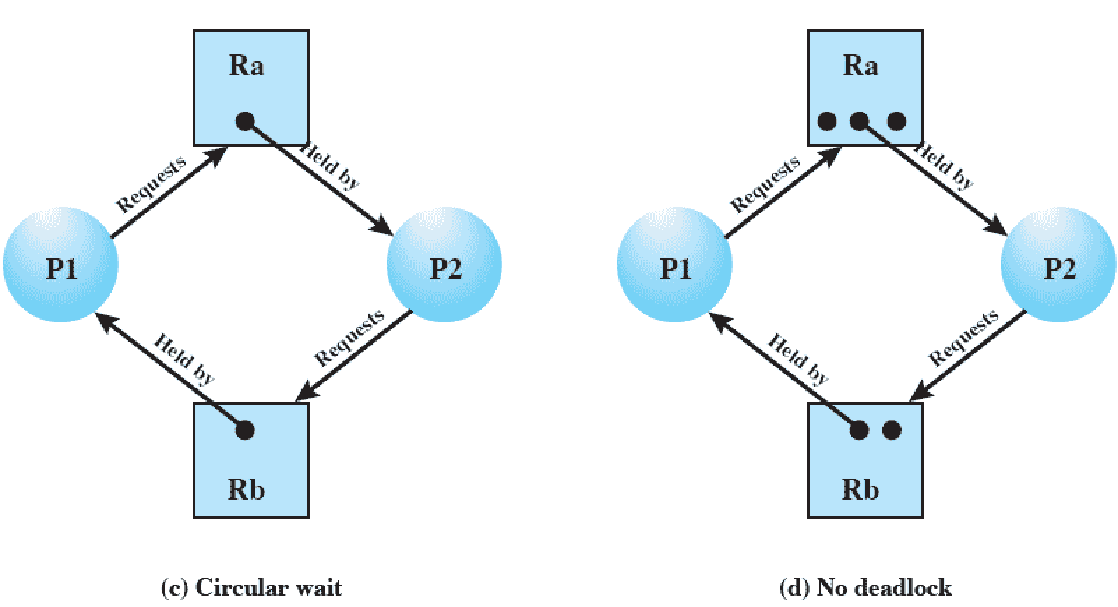 Ra
Requests
Held by
P1
P2
Held by
Requests
Rb
(c) Circular wait
Ra
Requests
Held by
P1
P2
Held by
Requests
Rb
(d) No deadlock